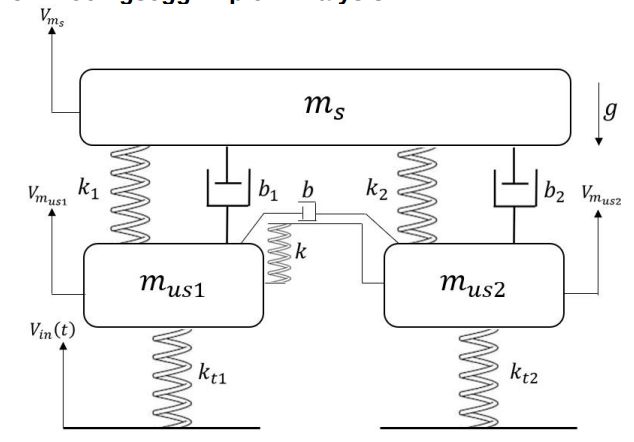 V_{m_s}
m_s
g
k_1
b_1
b
k_2
b_2
V_{m_{us1}}
V_{m_{us2}}
k
m_{us1}
m_{us2}
V_{in}(t)
k_{t1}
k_{t2}